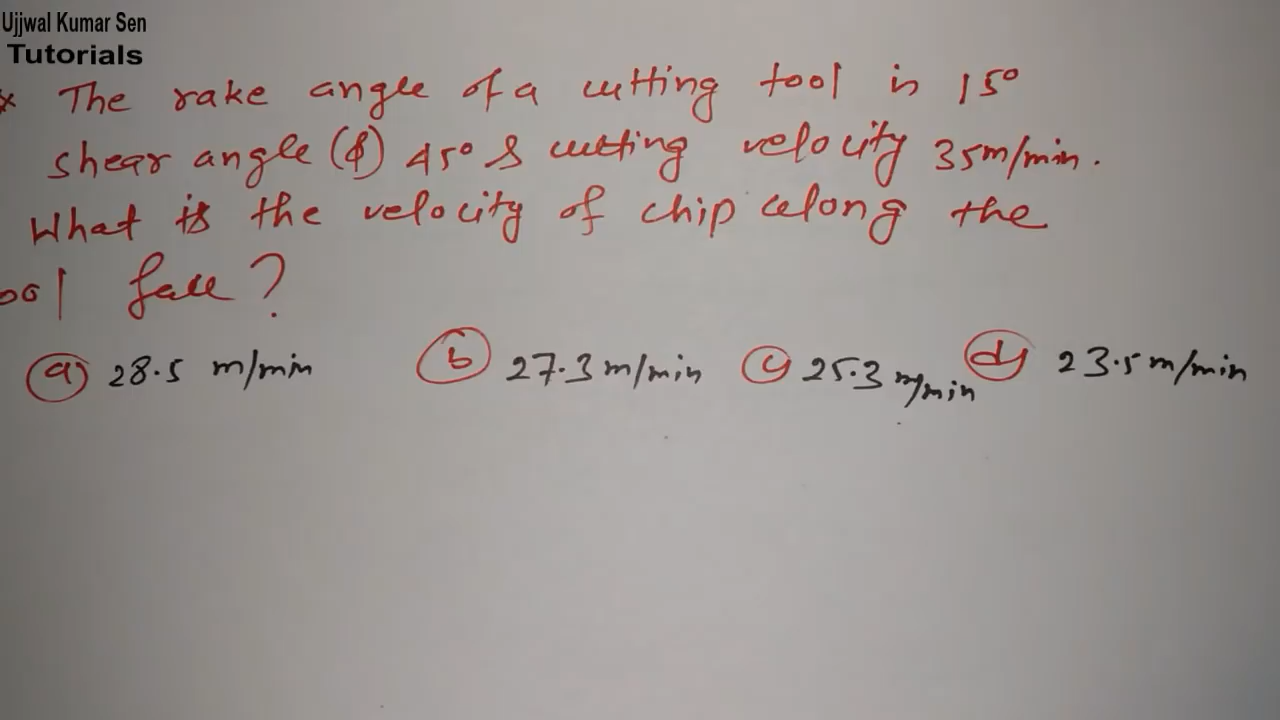 Ujjwal Kumar Sen
Tutorials
* The rake angle of a cutting tool is 15°
shear angle (ϕ) 45° & cutting velocity 35m/min.
What is the velocity of chip along the
ool face?
(a) 28.5 m/min (b) 27.3 m/min (c) 25.3 m/min (d) 23.5 m/min